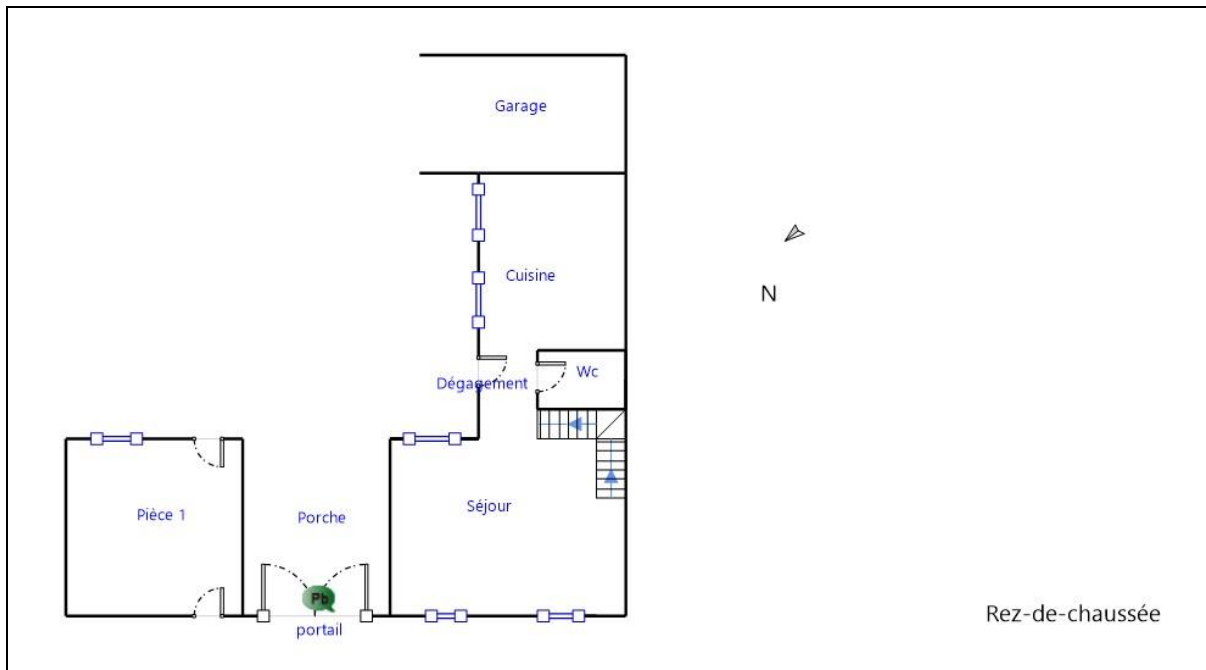 Garage
Cuisine
N
Wc
Dégagement
Pièce 1
Porche
Séjour
Pb
portail
Rez-de-chaussée